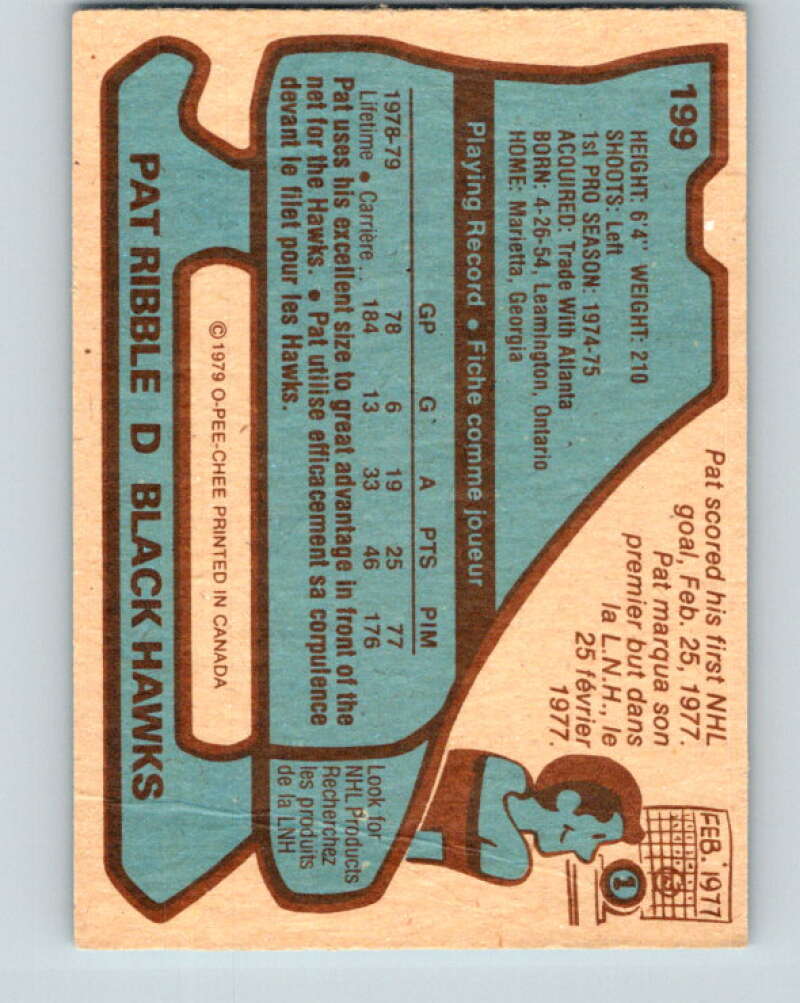 199
HEIGHT: 6'4" WEIGHT: 210
SHOOTS: Left
1st PRO SEASON: 1974-75
ACQUIRED: Trade With Atlanta
BORN: 4-26-54, Leamington, Ontario
HOME: Marietta, Georgia
Pat scored his first NHL
goal, Feb. 25, 1977.
Pat marqua son
premier but dans
la L.N.H., le
25 février
1977.
FEB. 1977
1
Playing Record • Fiche comme joueur
GP G A PTS PIM
1978-79 78 6 19 25 77
Lifetime • Carrière... 184 13 33 46 176
Pat uses his excellent size to great advantage in front of the
net for the Hawks. • Pat utilise efficacement sa corpulence
devant le filet pour les Hawks.
Look for
NHL Products
Recherchez
les produits
de la LNH
© 1979 O-PEE-CHEE PRINTED IN CANADA
PAT RIBBLE D BLACK HAWKS